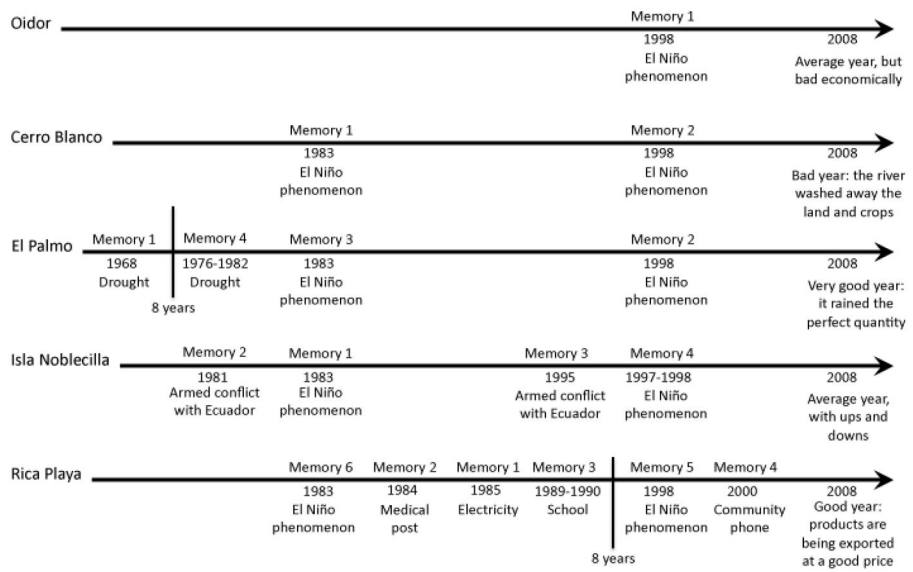 Oidor
Memory 1
1998 2008
El Niño Average year, but
phenomenon bad economically
Cerro Blanco
Memory 1 Memory 2
1983 1998 2008
El Niño El Niño Bad year: the river
phenomenon phenomenon washed away the
land and crops
El Palmo
Memory 1 Memory 4 Memory 3 Memory 2
1968 1976-1982 1983 1998 2008
Drought Drought El Niño El Niño Very good year:
phenomenon phenomenon it rained the
8 years perfect quantity
Isla Noblecilla
Memory 2 Memory 1 Memory 3 Memory 4
1981 1983 1995 1997-1998 2008
Armed conflict El Niño Armed conflict El Niño Average year,
with Ecuador phenomenon with Ecuador phenomenon with ups and
downs
Rica Playa
Memory 6 Memory 2 Memory 1 Memory 3 Memory 5 Memory 4
1983 1984 1985 1989-1990 1998 2000 2008
El Niño Medical Electricity School El Niño Community Good year:
phenomenon post phenomenon phone products are
being exported
8 years at a good price